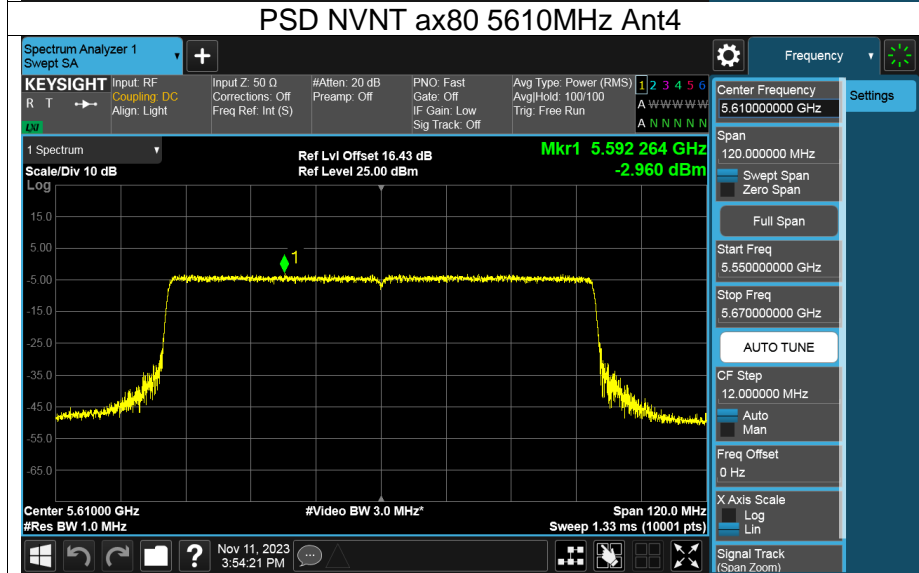 PSD NVNT ax80 5610MHz Ant4
Spectrum Analyzer 1
Swept SA
Frequency
KEYSIGHT
R T
LXI
Input: RF
Coupling: DC
Align: Light
Input Z: 50 Ω
Corrections: Off
Freq Ref: Int (S)
#Atten: 20 dB
Preamp: Off
PNO: Fast
Gate: Off
IF Gain: Low
Sig Track: Off
Avg Type: Power (RMS)
Avg|Hold: 100/100
Trig: Free Run
1 2 3 4 5 6
A W W W W W
A N N N N N
1 Spectrum
Scale/Div 10 dB
Log
Ref Lvl Offset 16.43 dB
Ref Level 25.00 dBm
Mkr1 5.592 264 GHz
-2.960 dBm
15.0
5.00
-5.00
-15.0
-25.0
-35.0
-45.0
-55.0
-65.0
1
Center 5.61000 GHz
#Res BW 1.0 MHz
#Video BW 3.0 MHz*
Span 120.0 MHz
Sweep 1.33 ms (10001 pts)
?
Nov 11, 2023
3:54:21 PM
Center Frequency
5.610000000 GHz
Settings
Span
120.000000 MHz
Swept Span
Zero Span
Full Span
Start Freq
5.550000000 GHz
Stop Freq
5.670000000 GHz
AUTO TUNE
CF Step
12.000000 MHz
Auto
Man
Freq Offset
0 Hz
X Axis Scale
Log
Lin
Signal Track
(Span Zoom)